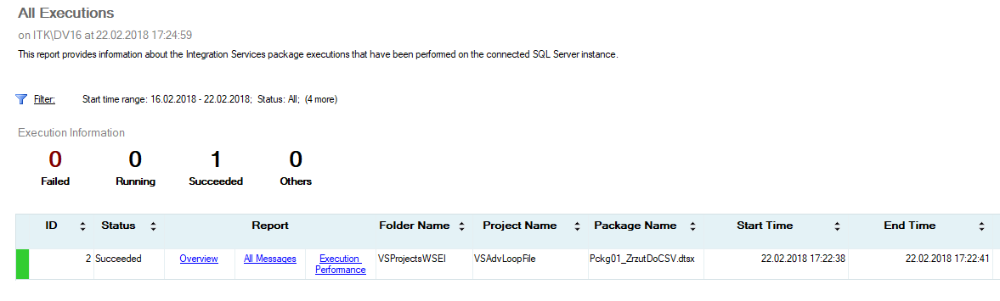 All Executions
on ITK\DV16 at 22.02.2018 17:24:59
This report provides information about the Integration Services package executions that have been performed on the connected SQL Server instance.
Filter: Start time range: 16.02.2018 - 22.02.2018; Status: All; (4 more)
Execution Information
0 0 1 0
Failed Running Succeeded Others
ID Status Report Folder Name Project Name Package Name Start Time End Time
2 Succeeded Overview All Messages Execution VSProjectsWSEI VSAdvLoopFile Pckg01_ZrzutDoCSV.dtsx 22.02.2018 17:22:38 22.02.2018 17:22:41
Performance